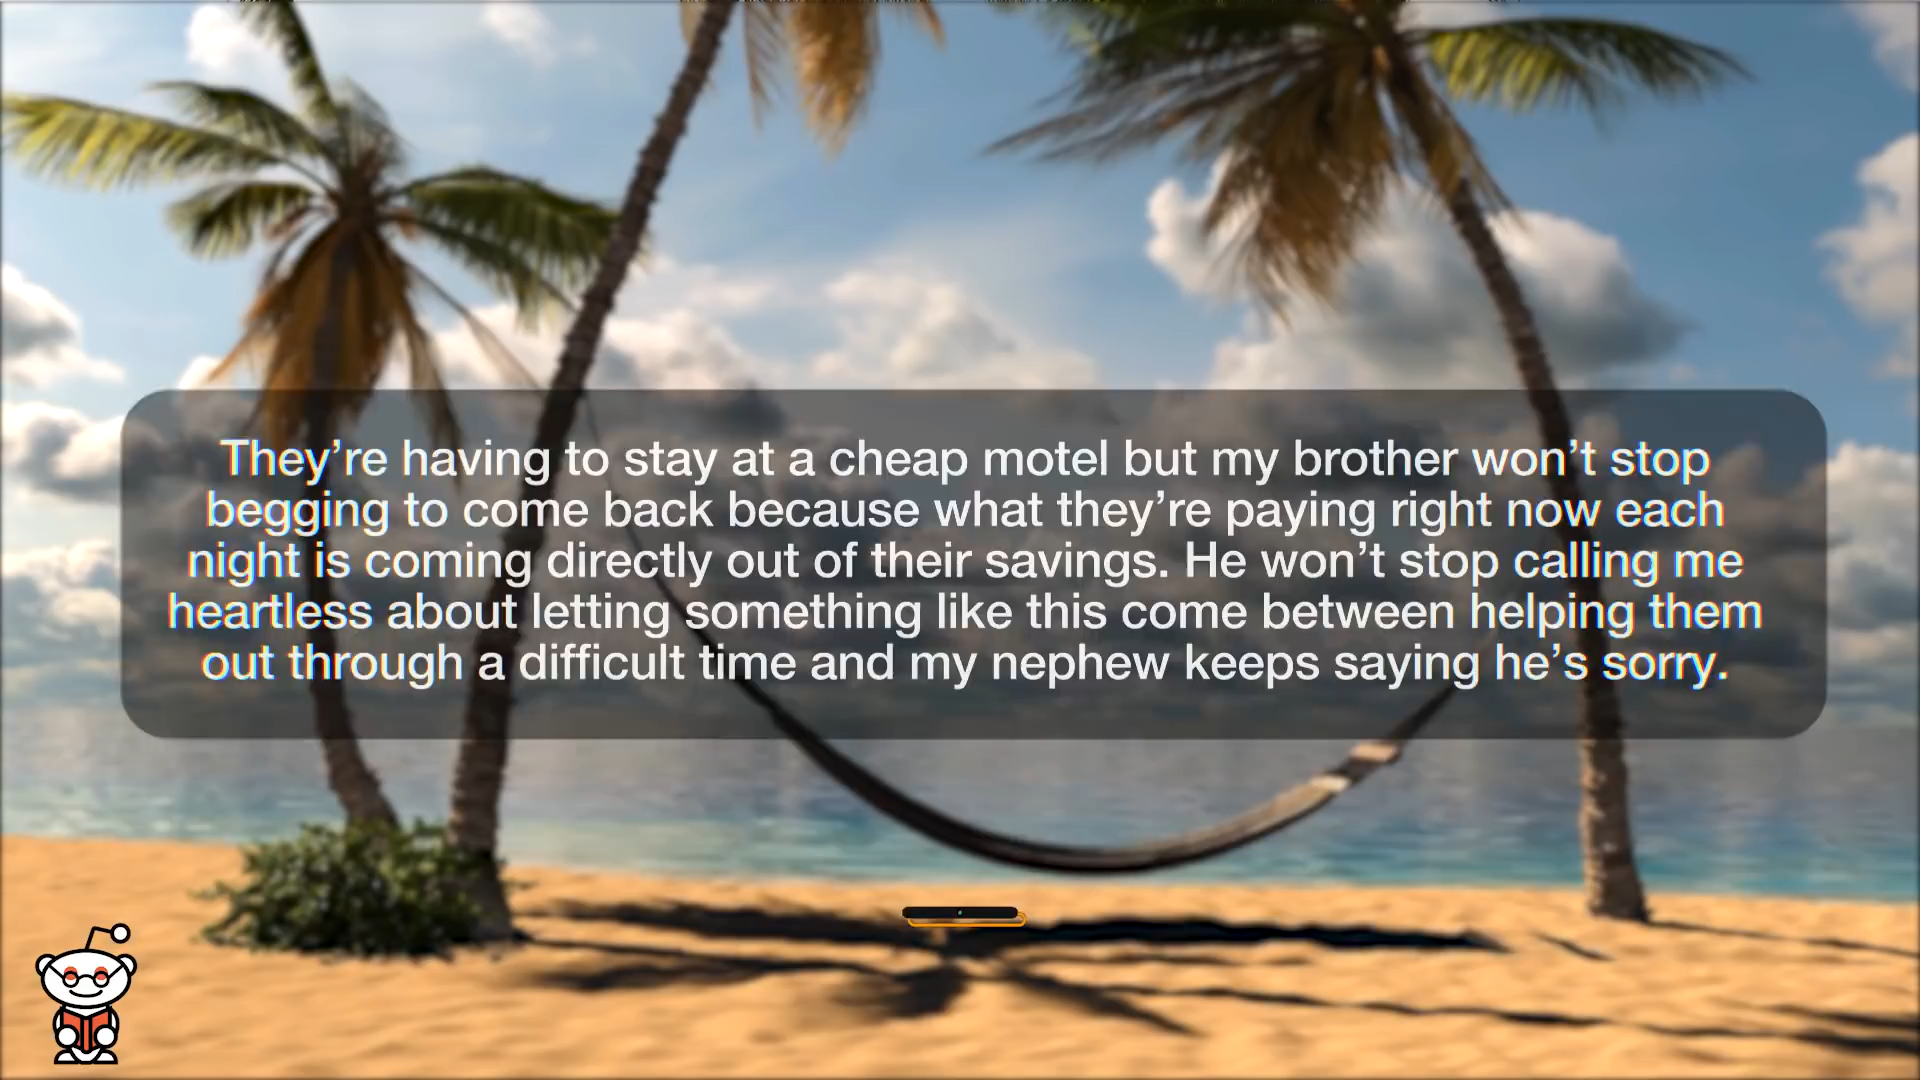 They’re having to stay at a cheap motel but my brother won’t stop
begging to come back because what they’re paying right now each
night is coming directly out of their savings. He won’t stop calling me
heartless about letting something like this come between helping them
out through a difficult time and my nephew keeps saying he’s sorry.